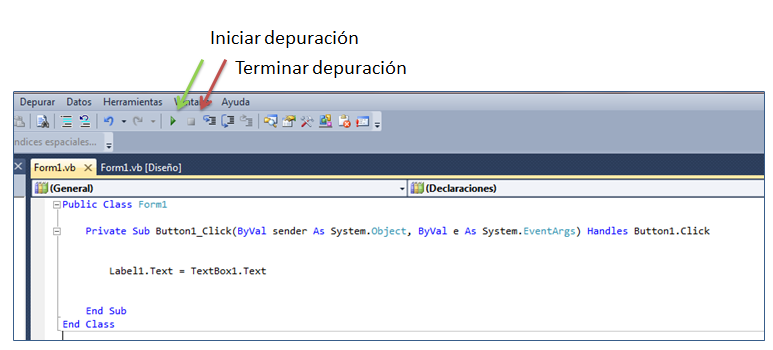 Iniciar depuración
Terminar depuración
Depurar Datos Herramientas Ayuda
ndices espaciales...
Form1.vb Form1.vb [Diseño]
(General) (Declaraciones)
Public Class Form1
Private Sub Button1_Click(ByVal sender As System.Object, ByVal e As System.EventArgs) Handles Button1.Click
Label1.Text = TextBox1.Text
End Sub
End Class